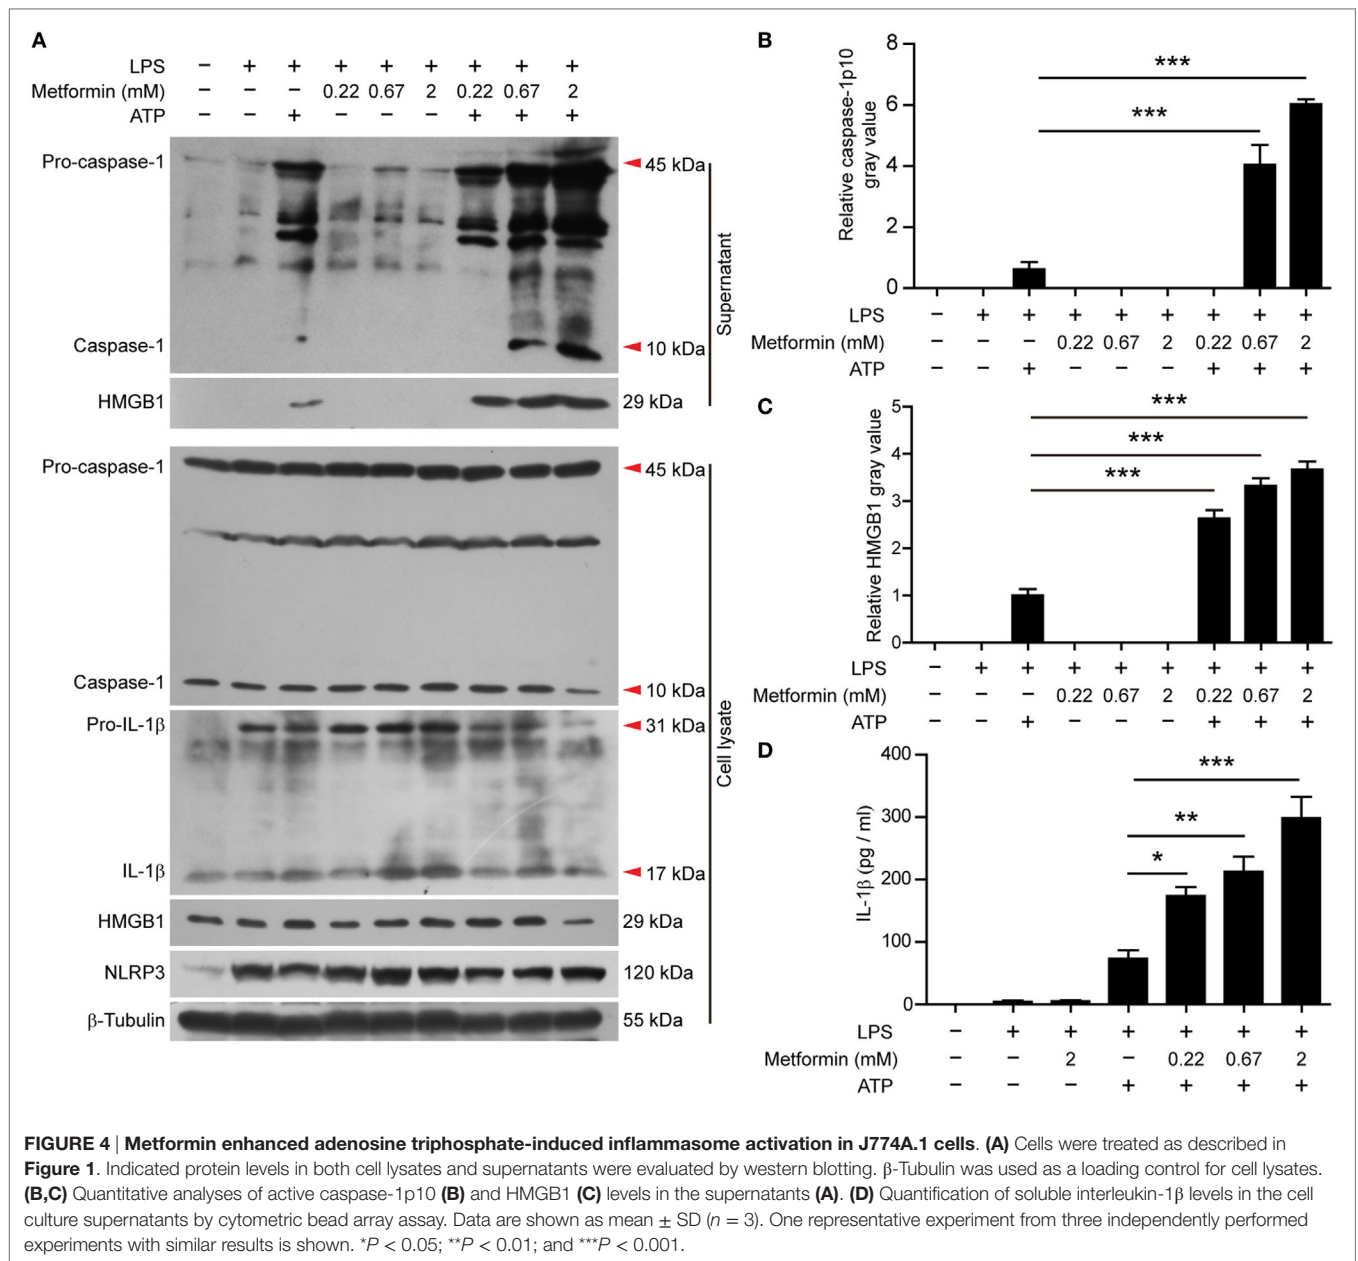 A
LPS − + + + + + + + +
Metformin (mM) − − − 0.22 0.67 2 0.22 0.67 2
ATP − − + − − − + + +
Pro-caspase-1
45 kDa
Caspase-1
10 kDa
HMGB1
29 kDa
Supernatant
Pro-caspase-1
45 kDa
Caspase-1
10 kDa
Pro-IL-1β
31 kDa
IL-1β
17 kDa
HMGB1
29 kDa
NLRP3
120 kDa
β-Tubulin
55 kDa
Cell lysate
B
Relative caspase-1p10
gray value
8
6
4
2
0
***
***
LPS − + + + + + + + +
Metformin (mM) − − − 0.22 0.67 2 0.22 0.67 2
ATP − − + − − − + + +
C
Relative HMGB1 gray value
5
4
3
2
1
0
***
***
***
LPS − + + + + + + + +
Metformin (mM) − − − 0.22 0.67 2 0.22 0.67 2
ATP − − + − − − + + +
D
IL-1β (pg / ml)
400
300
200
100
0
***
**
*
LPS − + + + + + +
Metformin (mM) − − 2 − 0.22 0.67 2
ATP − − − + + + +
FIGURE 4 | Metformin enhanced adenosine triphosphate-induced inflammasome activation in J774A.1 cells. (A) Cells were treated as described in
Figure 1. Indicated protein levels in both cell lysates and supernatants were evaluated by western blotting. β-Tubulin was used as a loading control for cell lysates.
(B,C) Quantitative analyses of active caspase-1p10 (B) and HMGB1 (C) levels in the supernatants (A). (D) Quantification of soluble interleukin-1β levels in the cell
culture supernatants by cytometric bead array assay. Data are shown as mean ± SD (n = 3). One representative experiment from three independently performed
experiments with similar results is shown. *P < 0.05; **P < 0.01; and ***P < 0.001.